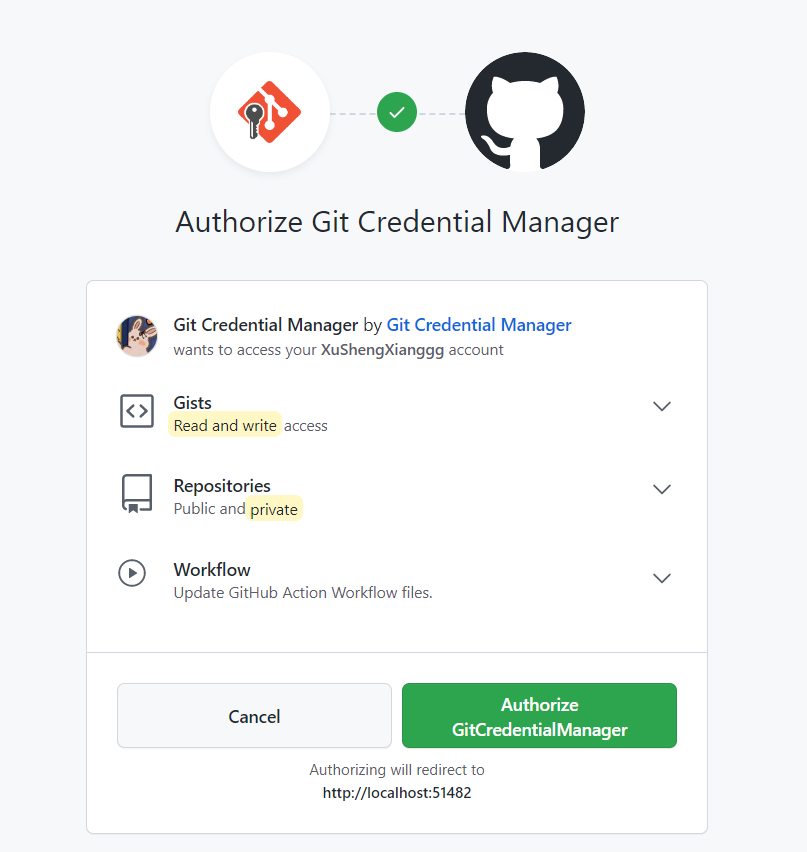 Authorize Git Credential Manager
Git Credential Manager by Git Credential Manager
wants to access your XuShengXianggg account
Gists
Read and write access
Repositories
Public and private
Workflow
Update GitHub Action Workflow files.
Cancel
Authorize
GitCredentialManager
Authorizing will redirect to
http://localhost:51482